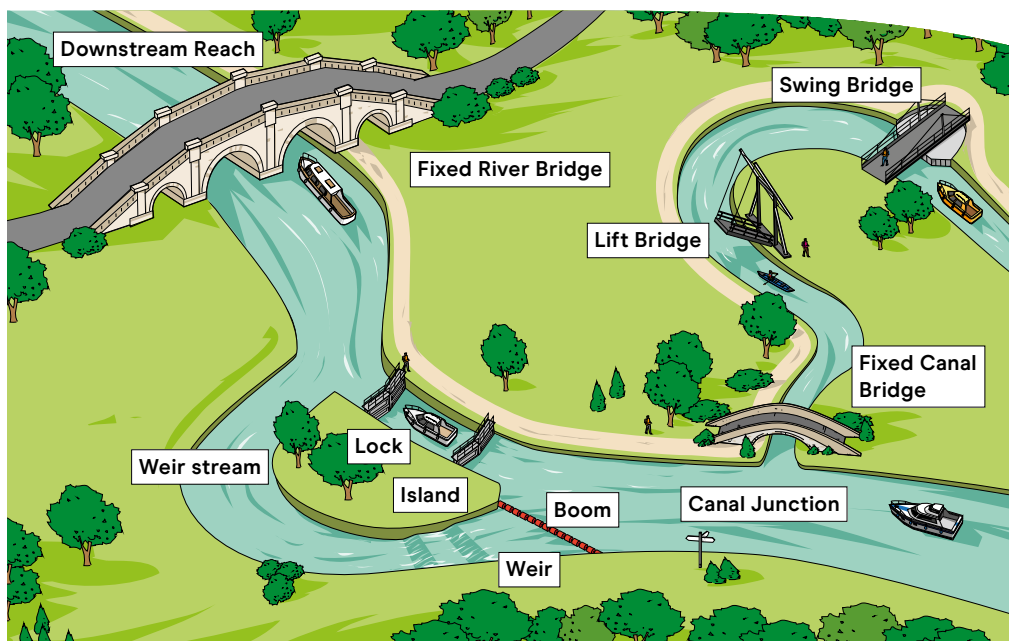 Downstream Reach
Swing Bridge
Fixed River Bridge
Lift Bridge
Fixed Canal
Bridge
Lock
Weir stream
Island
Boom
Canal Junction
Weir